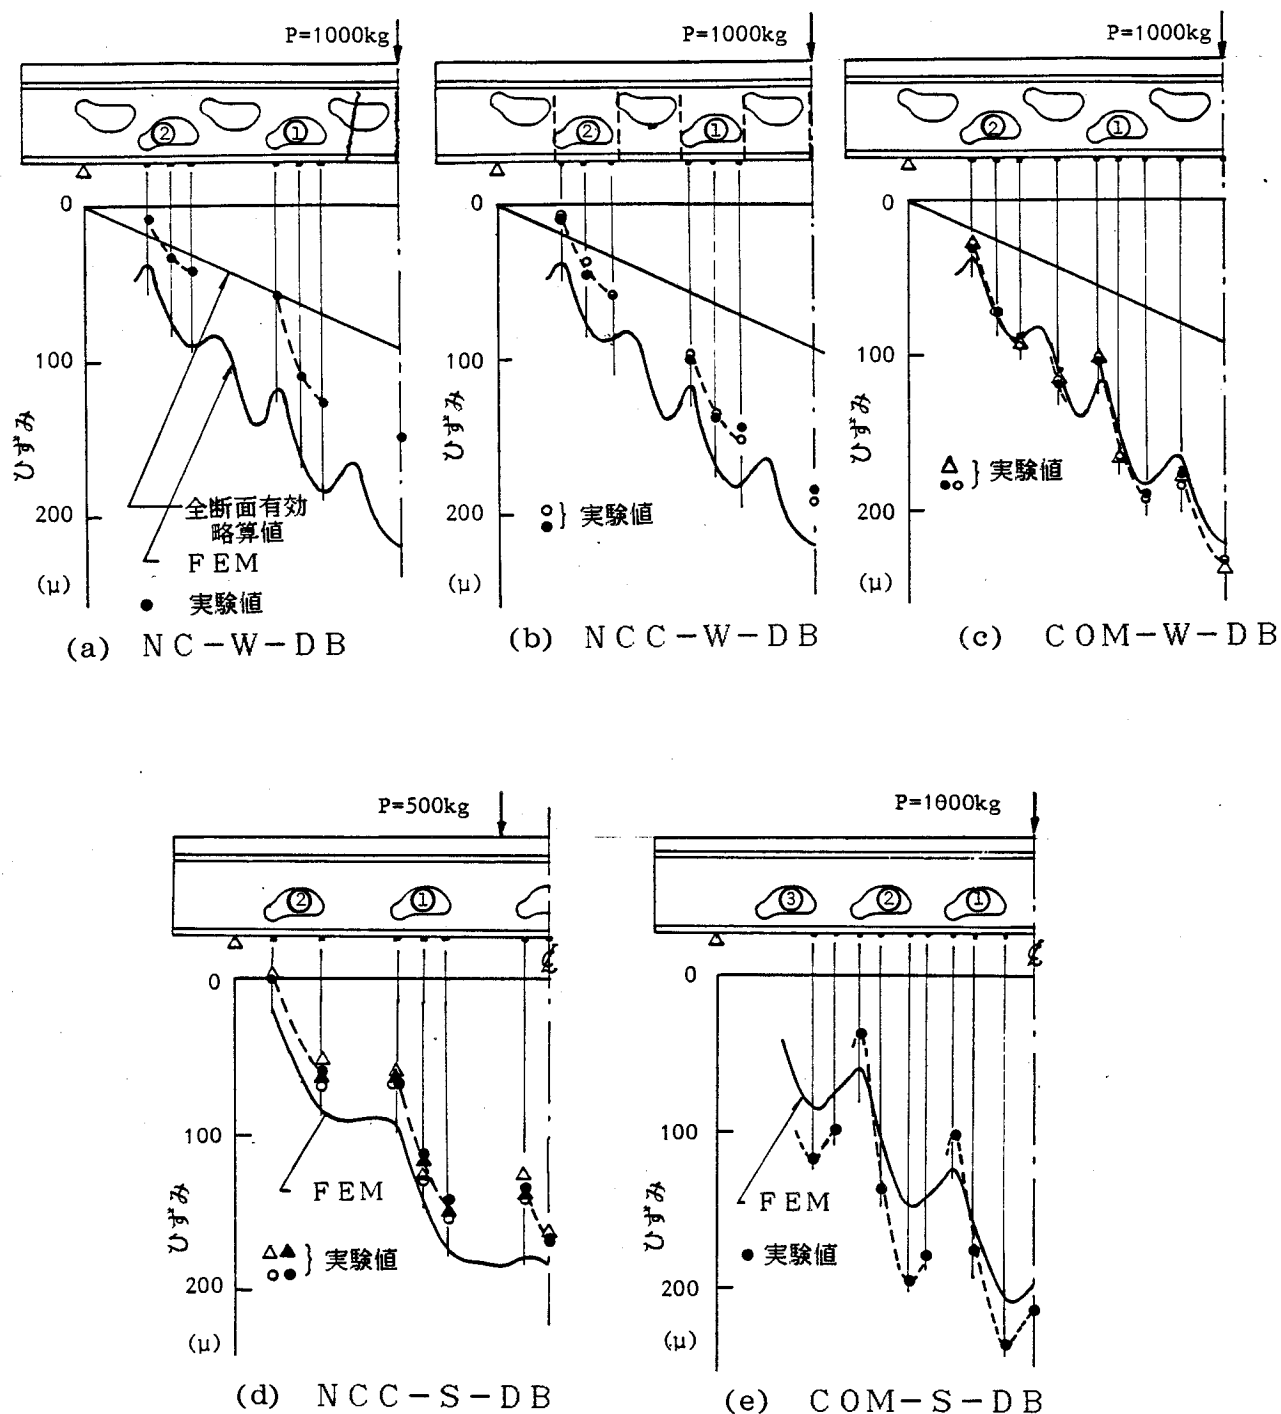 P=1000kg
② ①
0
100
ひずみ
200
(μ)
全断面有効
略算値
FEM
● 実験値
(a) NC-W-DB
P=1000kg
② ①
0
100
ひずみ
200
(μ)
○
● } 実験値
(b) NCC-W-DB
P=1000kg
② ①
0
100
ひずみ
200
(μ)
△
●○ } 実験値
(c) COM-W-DB
P=500kg
② ①
℄
0
100
ひずみ
200
(μ)
FEM
△▲
○● } 実験値
(d) NCC-S-DB
P=1000kg
③ ② ①
℄
0
100
ひずみ
200
(μ)
FEM
● 実験値
(e) COM-S-DB